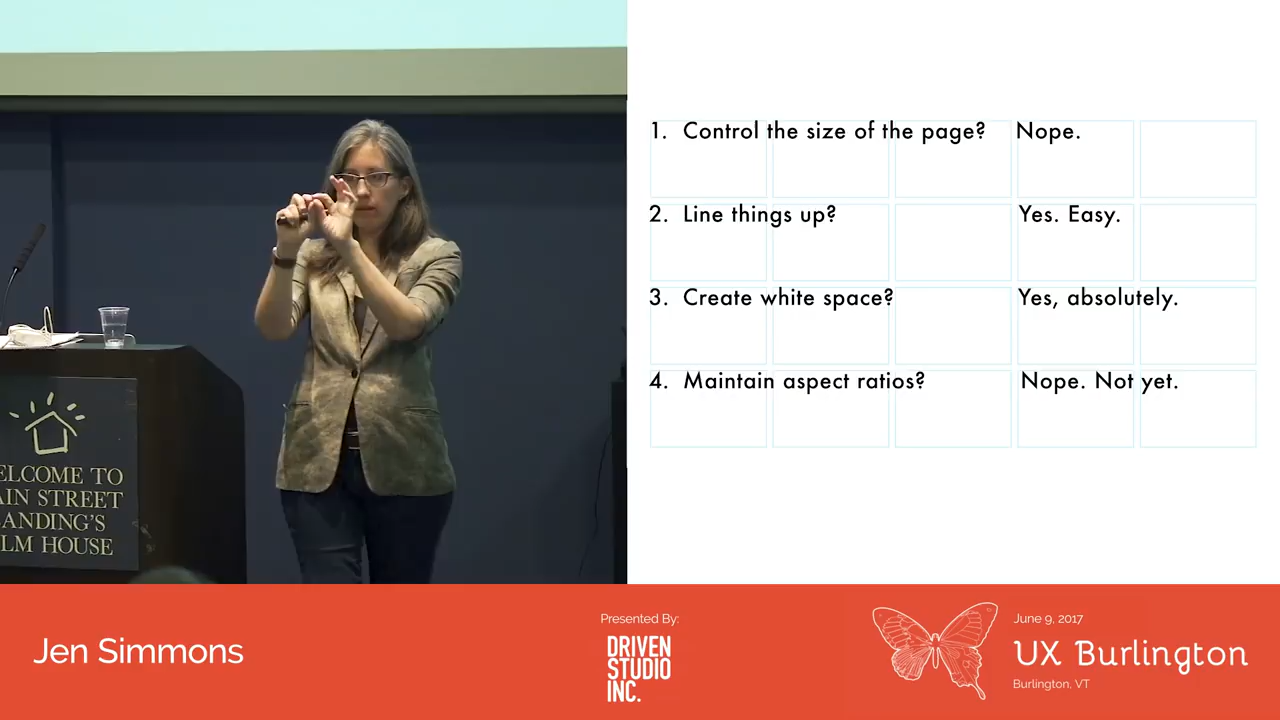 1. Control the size of the page? Nope.
2. Line things up? Yes. Easy.
3. Create white space? Yes, absolutely.
4. Maintain aspect ratios? Nope. Not yet.
ELCOME TO
AIN STREET
ANDING'S
LM HOUSE
Jen Simmons
Presented By:
DRIVEN
STUDIO
INC.
June 9, 2017
UX Burlington
Burlington, VT